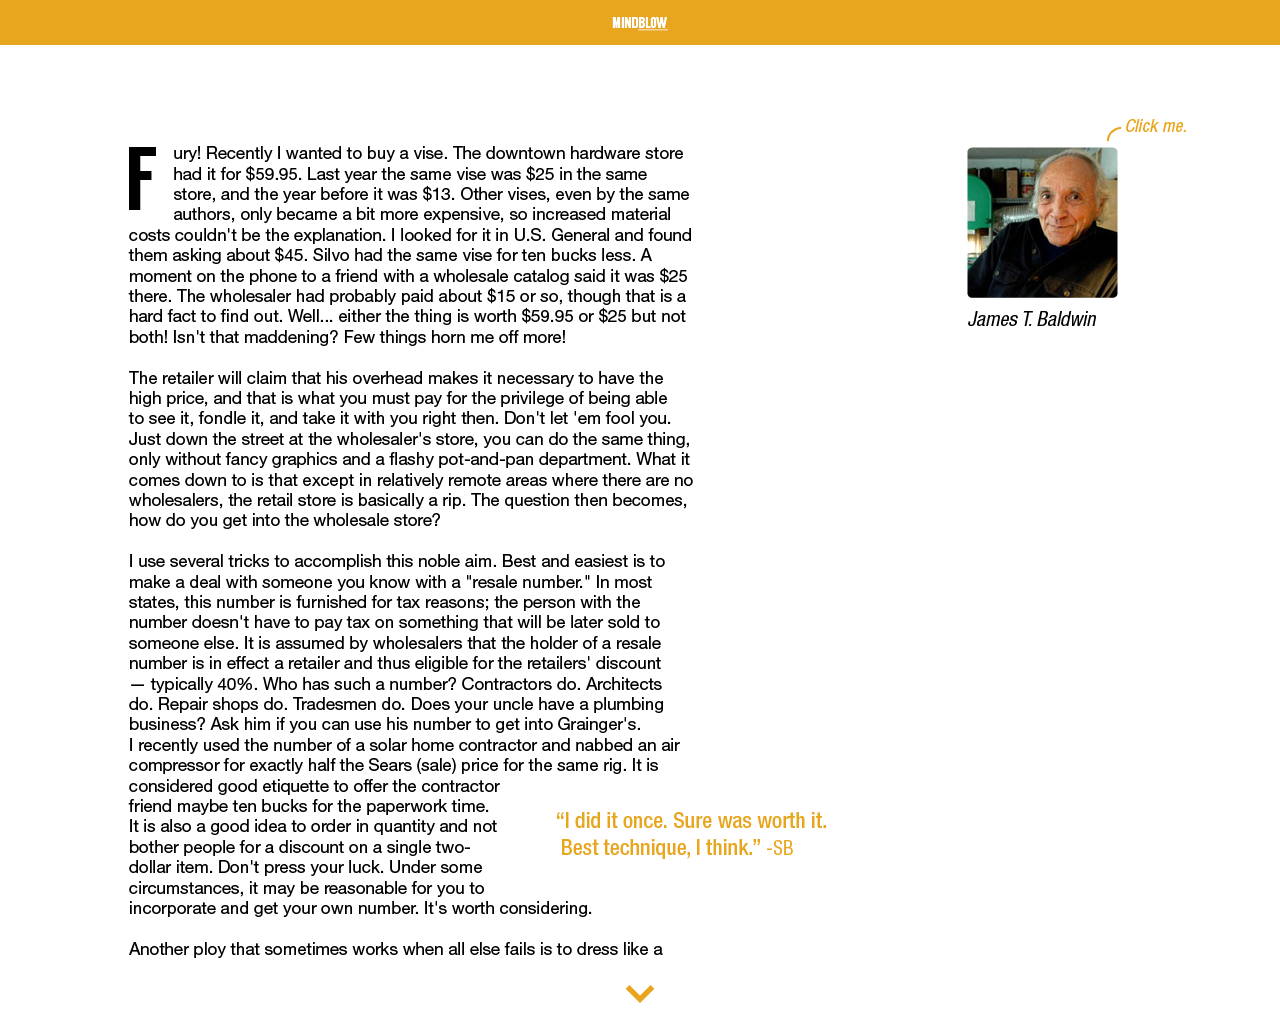 MINDBLOW
Click me.
Fury! Recently I wanted to buy a vise. The downtown hardware store
had it for $59.95. Last year the same vise was $25 in the same
store, and the year before it was $13. Other vises, even by the same
authors, only became a bit more expensive, so increased material
costs couldn't be the explanation. I looked for it in U.S. General and found
them asking about $45. Silvo had the same vise for ten bucks less. A
moment on the phone to a friend with a wholesale catalog said it was $25
there. The wholesaler had probably paid about $15 or so, though that is a
hard fact to find out. Well... either the thing is worth $59.95 or $25 but not
both! Isn't that maddening? Few things horn me off more!
James T. Baldwin
The retailer will claim that his overhead makes it necessary to have the
high price, and that is what you must pay for the privilege of being able
to see it, fondle it, and take it with you right then. Don't let 'em fool you.
Just down the street at the wholesaler's store, you can do the same thing,
only without fancy graphics and a flashy pot-and-pan department. What it
comes down to is that except in relatively remote areas where there are no
wholesalers, the retail store is basically a rip. The question then becomes,
how do you get into the wholesale store?
I use several tricks to accomplish this noble aim. Best and easiest is to
make a deal with someone you know with a "resale number." In most
states, this number is furnished for tax reasons; the person with the
number doesn't have to pay tax on something that will be later sold to
someone else. It is assumed by wholesalers that the holder of a resale
number is in effect a retailer and thus eligible for the retailers' discount
— typically 40%. Who has such a number? Contractors do. Architects
do. Repair shops do. Tradesmen do. Does your uncle have a plumbing
business? Ask him if you can use his number to get into Grainger's.
I recently used the number of a solar home contractor and nabbed an air
compressor for exactly half the Sears (sale) price for the same rig. It is
considered good etiquette to offer the contractor
friend maybe ten bucks for the paperwork time.
It is also a good idea to order in quantity and not
bother people for a discount on a single two-
dollar item. Don't press your luck. Under some
circumstances, it may be reasonable for you to
incorporate and get your own number. It's worth considering.
“I did it once. Sure was worth it.
Best technique, I think.” -SB
Another ploy that sometimes works when all else fails is to dress like a